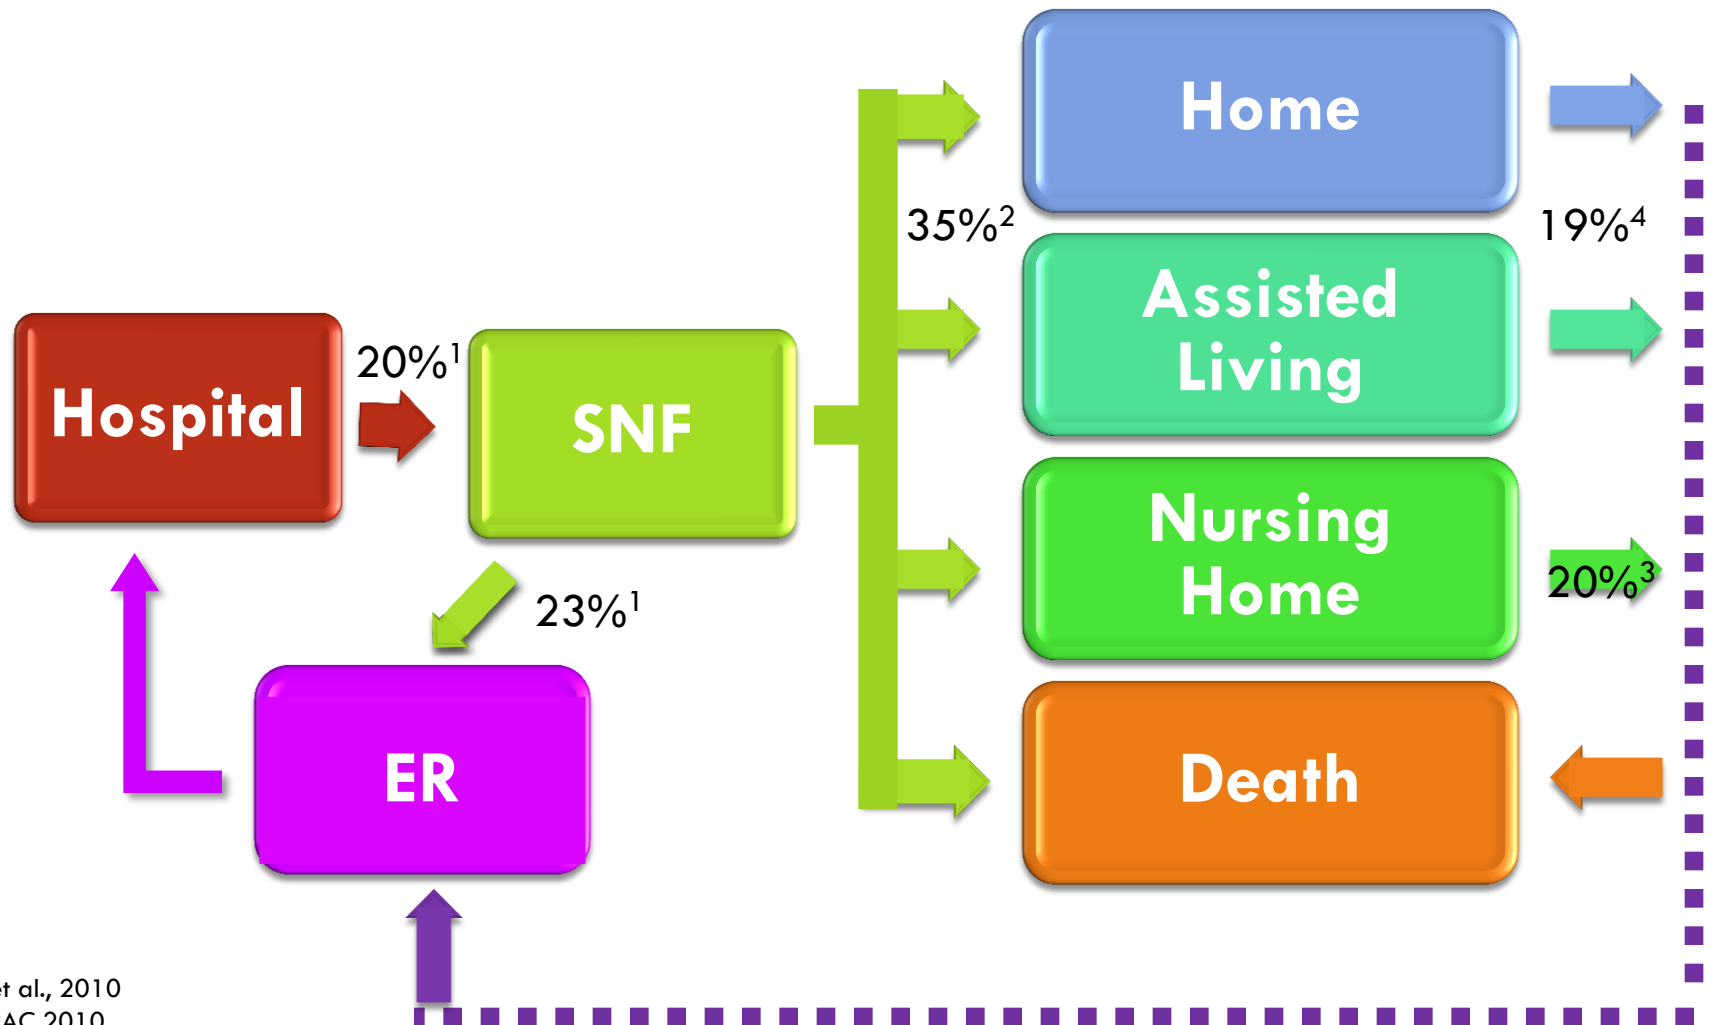 Home
35%2
19%4
Assisted
Living
Hospital
20%1
SNF
Nursing
Home
20%3
23%1
ER
Death
et al., 2010
AC 2010